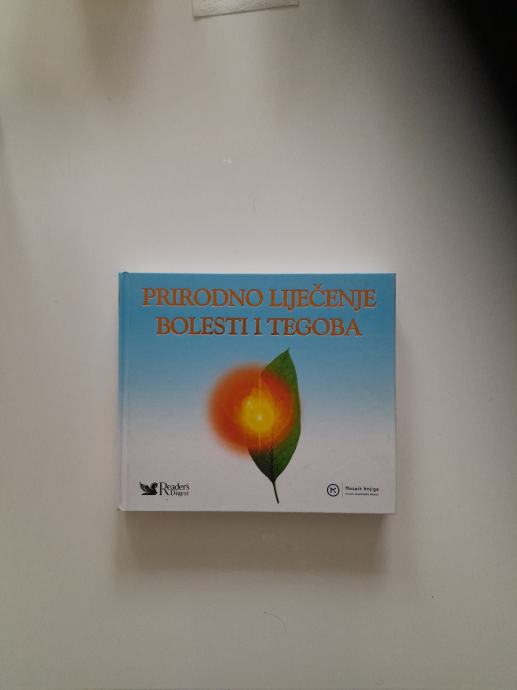 PRIRODNO LIJEČENJE
BOLESTI I TEGOBA
Reader's
Digest
Mozaik knjiga